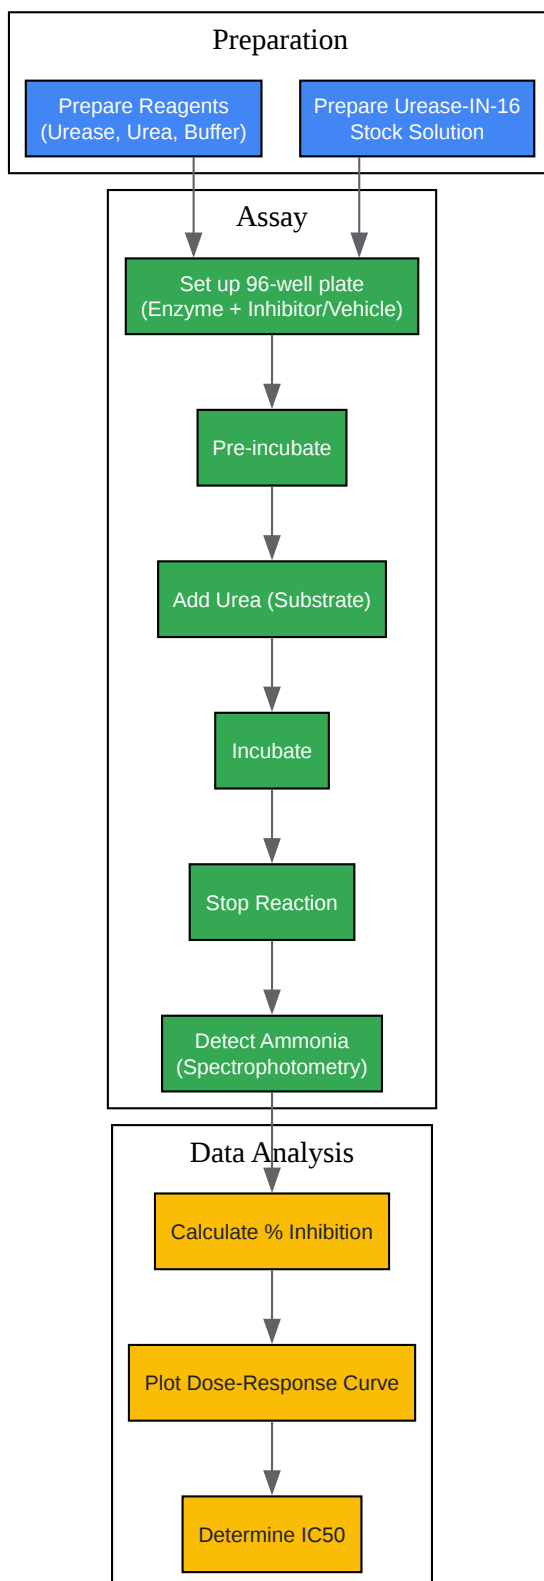 Preparation
Prepare Reagents
(Urease, Urea, Buffer)
Prepare Urease-IN-16
Stock Solution
Assay
Set up 96-well plate
(Enzyme + Inhibitor/Vehicle)
Pre-incubate
Add Urea (Substrate)
Incubate
Stop Reaction
Detect Ammonia
(Spectrophotometry)
Data Analysis
Calculate % Inhibition
Plot Dose-Response Curve
Determine IC50